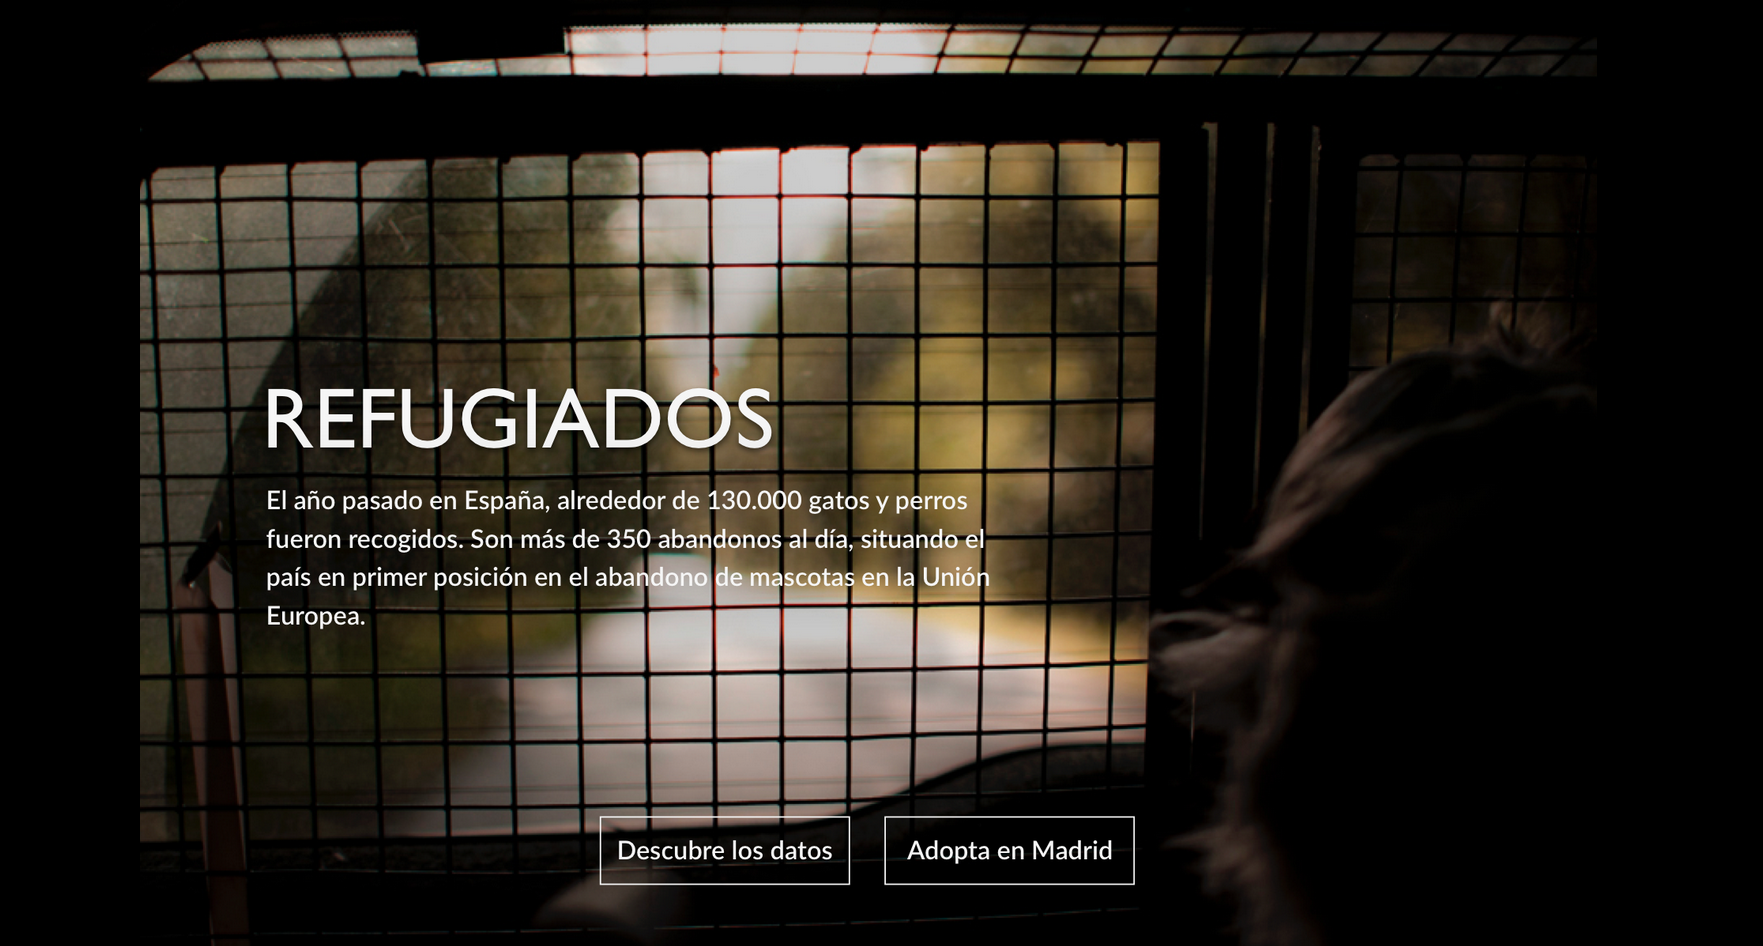 REFUGIADOS
El año pasado en España, alrededor de 130.000 gatos y perros
fueron recogidos. Son más de 350 abandonos al día, situando el
país en primer posición en el abandono de mascotas en la Unión
Europea.
Descubre los datos
Adopta en Madrid